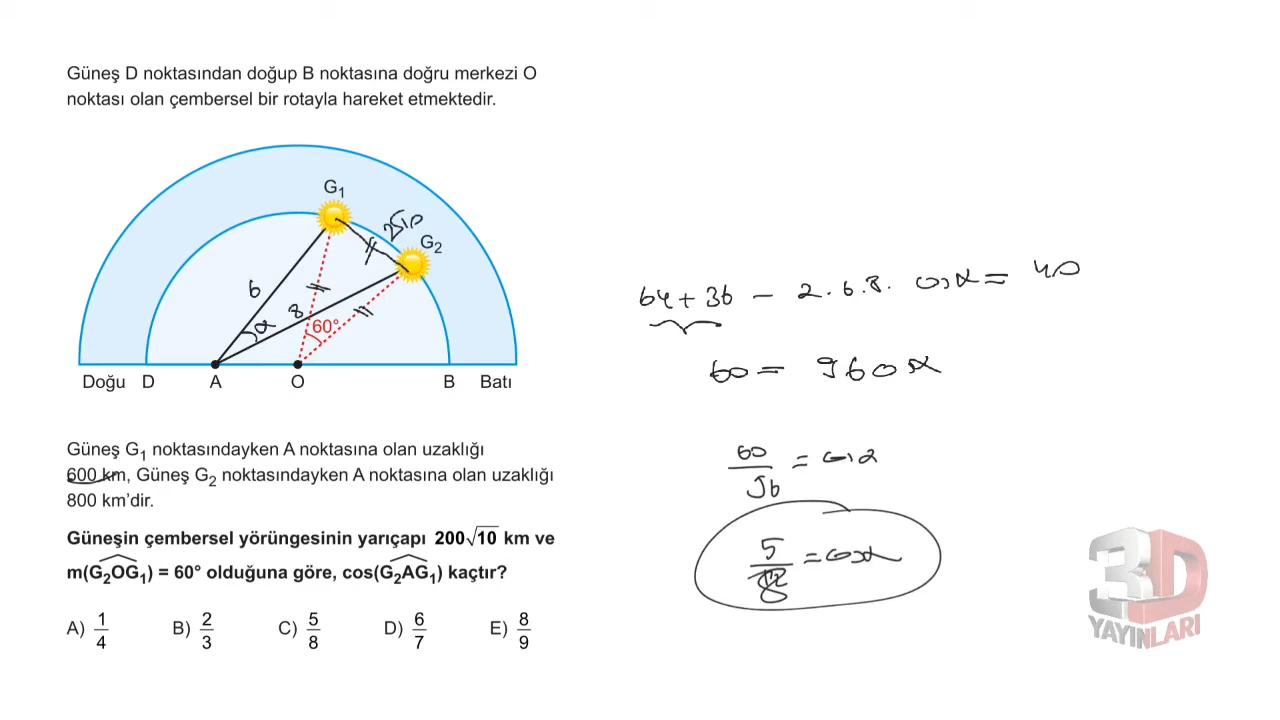 Güneş D noktasından doğup B noktasına doğru merkezi O
noktası olan çembersel bir rotayla hareket etmektedir.
G₁
2√10
G₂
6
8
α
60°
Doğu D A O B Batı
64 + 36 - 2 . 6 . 8 . cosα = 40
60 = 96 cosα
60/96 = cosα
5/8 = cosα
Güneş G₁ noktasındayken A noktasına olan uzaklığı
600 km, Güneş G₂ noktasındayken A noktasına olan uzaklığı
800 km'dir.
Güneşin çembersel yörüngesinin yarıçapı 200√10 km ve
m(G₂OG₁) = 60° olduğuna göre, cos(G₂AG₁) kaçtır?
A) 1/4 B) 2/3 C) 5/8 D) 6/7 E) 8/9
3D
YAYINLARI